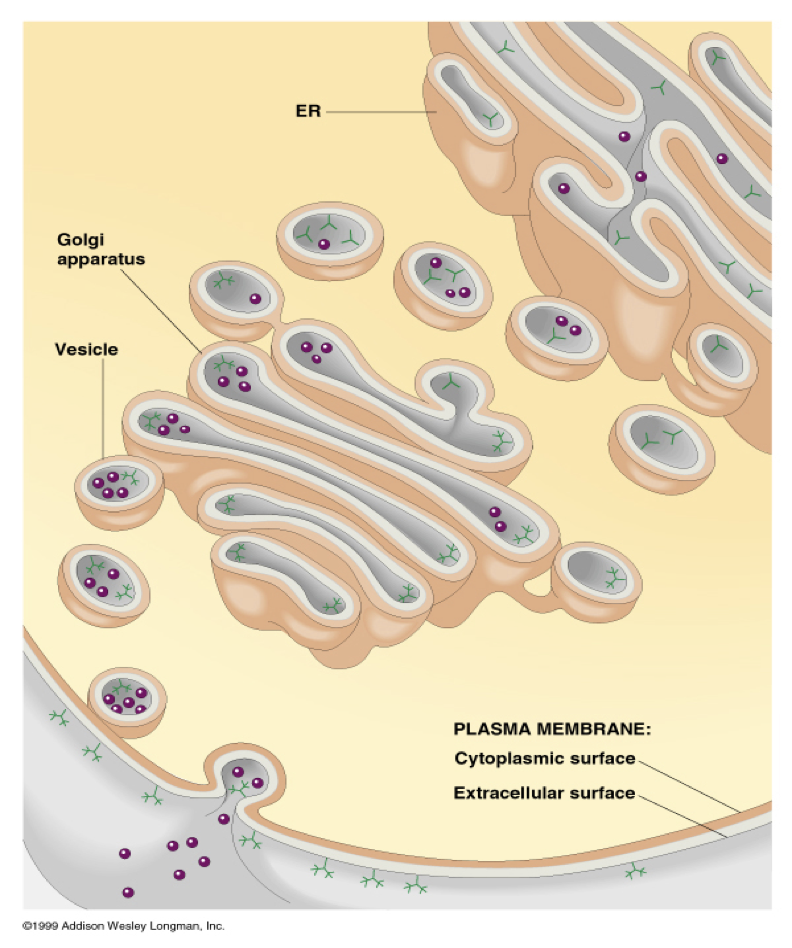 ER
Golgi
apparatus
Vesicle
PLASMA MEMBRANE:
Cytoplasmic surface
Extracellular surface
©1999 Addison Wesley Longman, Inc.